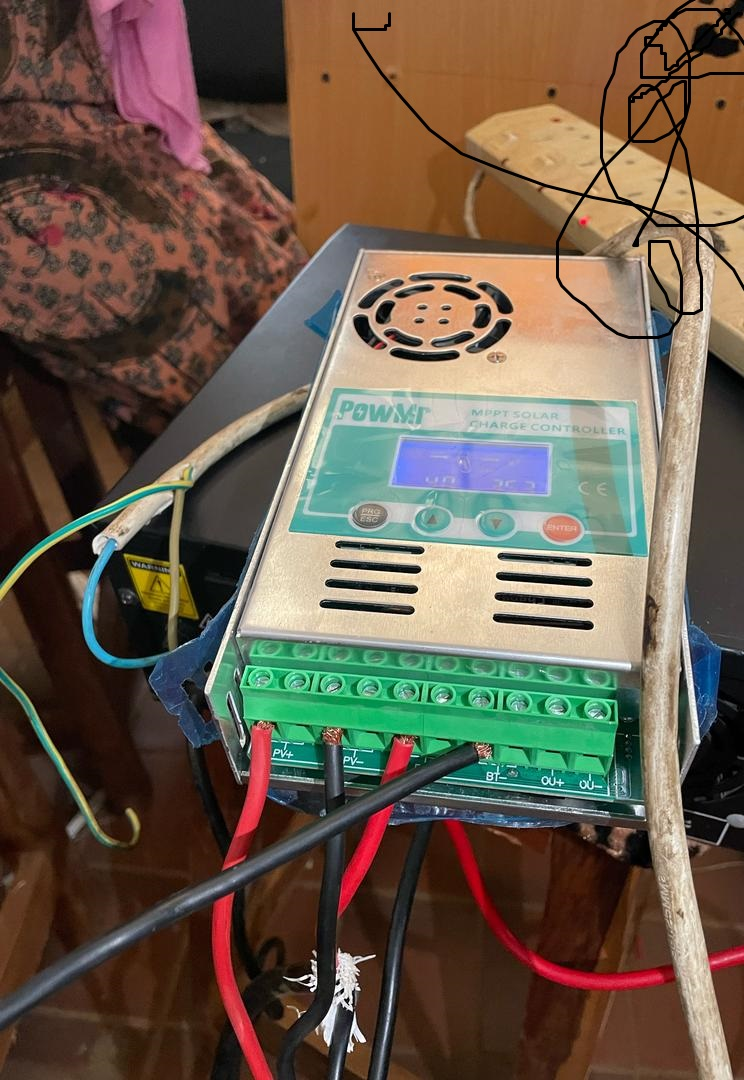 PowMr
MPPT SOLAR
CHARGE CONTROLLER
CE
PRG
ESC
ENTER
WARNING
PV+
PV-
BT-
OU+
OU-